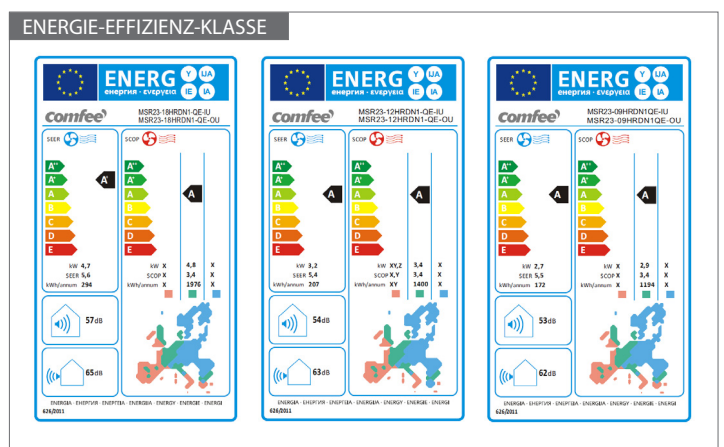 ENERGIE-EFFIZIENZ-KLASSE
ENERG
енергия · ενεργεια
Y IJA
IE IA
comfee'
MSR23-18HRDN1-QE-IU
MSR23-18HRDN1-QE-OU
SEER
SCOP
A++
A+
A
B
C
D
E
A++
A+
A
B
C
D
E
A+
A
kW 4,7
SEER 5,6
kWh/annum 294
kW X 4,8 X
SCOP X 3,4 X
kWh/annum X 1976 X
57dB
65dB
ENERGIA · ЕНЕРГИЯ · ΕΝΕΡΓΕΙΑ · ENERGIJA · ENERGY · ENERGIE · ENERGI
626/2011
ENERG
енергия · ενεργεια
Y IJA
IE IA
comfee'
MSR23-12HRDN1-QE-IU
MSR23-12HRDN1-QE-OU
SEER
SCOP
A++
A+
A
B
C
D
E
A++
A+
A
B
C
D
E
A
A
kW 3,2
SEER 5,4
kWh/annum 207
kW XY,Z 3,4 X
SCOP X,Y 3,4 X
kWh/annum XY 1400 X
54dB
63dB
ENERGIA · ЕНЕРГИЯ · ΕΝΕΡΓΕΙΑ · ENERGIJA · ENERGY · ENERGIE · ENERGI
626/2011
ENERG
енергия · ενεργεια
Y IJA
IE IA
comfee'
MSR23-09HRDN1QE-IU
MSR23-09HRDN1QE-OU
SEER
SCOP
A++
A+
A
B
C
D
E
A++
A+
A
B
C
D
E
A
A
kW 2,7
SEER 5,5
kWh/annum 172
kW X 2,9 X
SCOP X 3,4 X
kWh/annum X 1194 X
53dB
62dB
ENERGIA · ЕНЕРГИЯ · ΕΝΕΡΓΕΙΑ · ENERGIJA · ENERGY · ENERGIE · ENERGI
626/2011